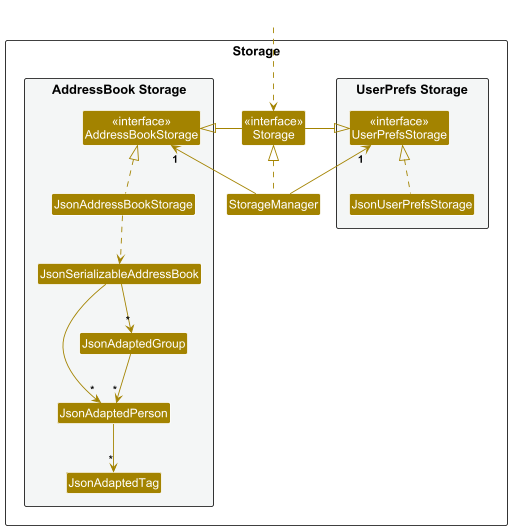 Storage
AddressBook Storage
UserPrefs Storage
«interface»
AddressBookStorage
«interface»
Storage
«interface»
UserPrefsStorage
1
1
JsonAddressBookStorage
StorageManager
JsonUserPrefsStorage
JsonSerializableAddressBook
*
JsonAdaptedGroup
*
*
JsonAdaptedPerson
*
JsonAdaptedTag